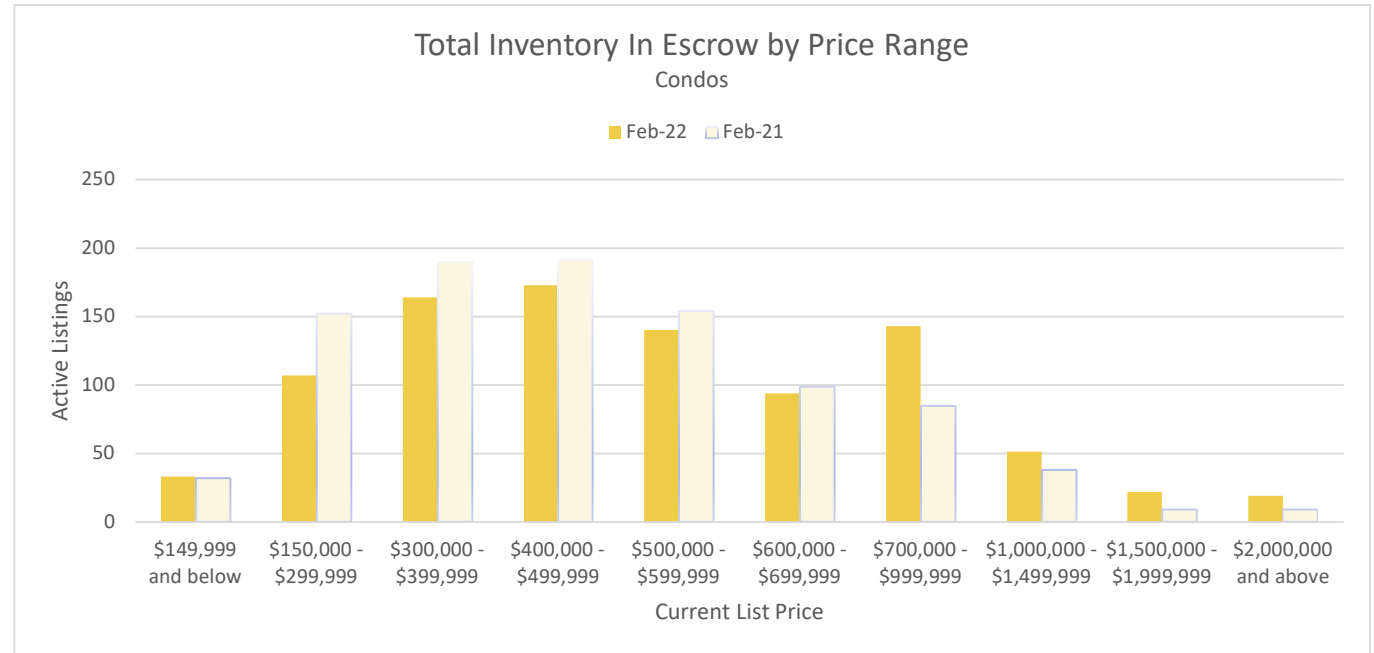 Total Inventory In Escrow by Price Range
Condos
Feb-22 Feb-21
250
200
150
100
50
0
Active Listings
$149,999 and below
$150,000 - $299,999
$300,000 - $399,999
$400,000 - $499,999
$500,000 - $599,999
$600,000 - $699,999
$700,000 - $999,999
$1,000,000 - $1,499,999
$1,500,000 - $1,999,999
$2,000,000 and above
Current List Price